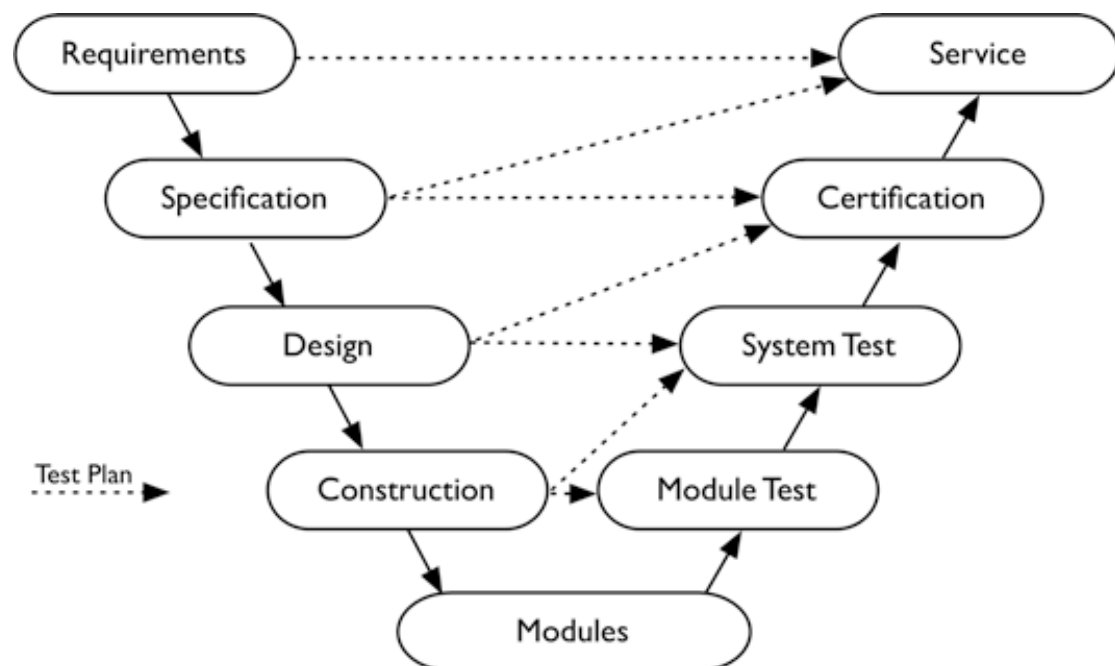 Requirements
Service
Specification
Certification
Design
System Test
Test Plan
Construction
Module Test
Modules